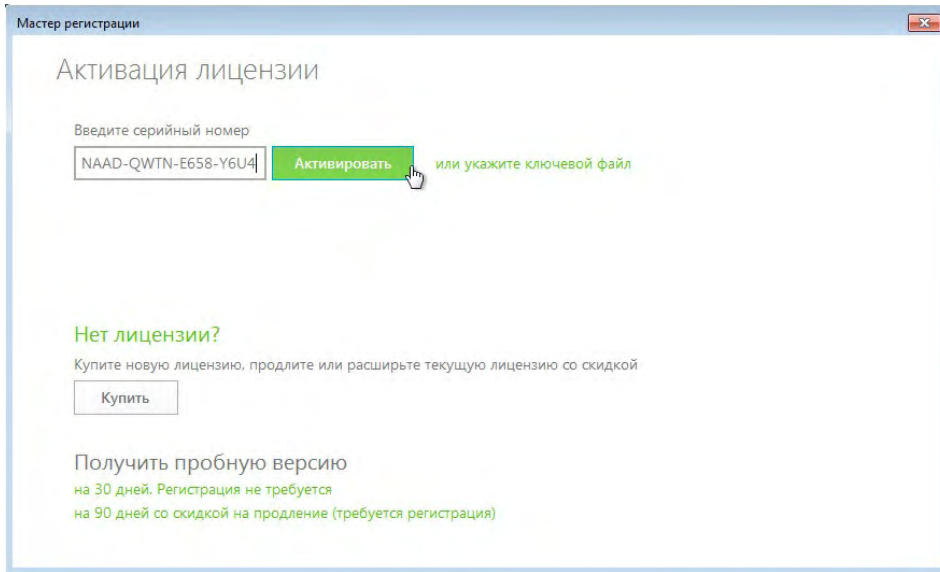 Мастер регистрации
Активация лицензии
Введите серийный номер
NAAD-QWTN-E658-Y6U4
Активировать
или укажите ключевой файл
Нет лицензии?
Купите новую лицензию, продлите или расширьте текущую лицензию со скидкой
Купить
Получить пробную версию
на 30 дней. Регистрация не требуется
на 90 дней со скидкой на продление (требуется регистрация)